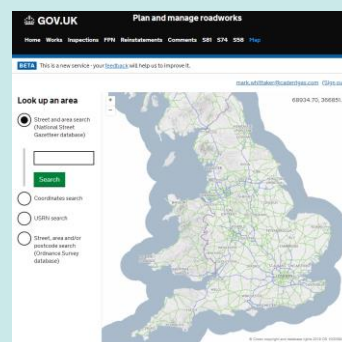 GOV.UK
Plan and manage roadworks
Home Works Inspections FPN Reinstatements Comments S81 S74 S58 Map
BETA This is a new service - your feedback will help us to improve it.
(Sign out
Look up an area
Street and area search
(National Street
Gazetteer database)
Search
Coordinates search
USRN search
Street, area and/or
postcode search
(Ordnance Survey
database)
+
-